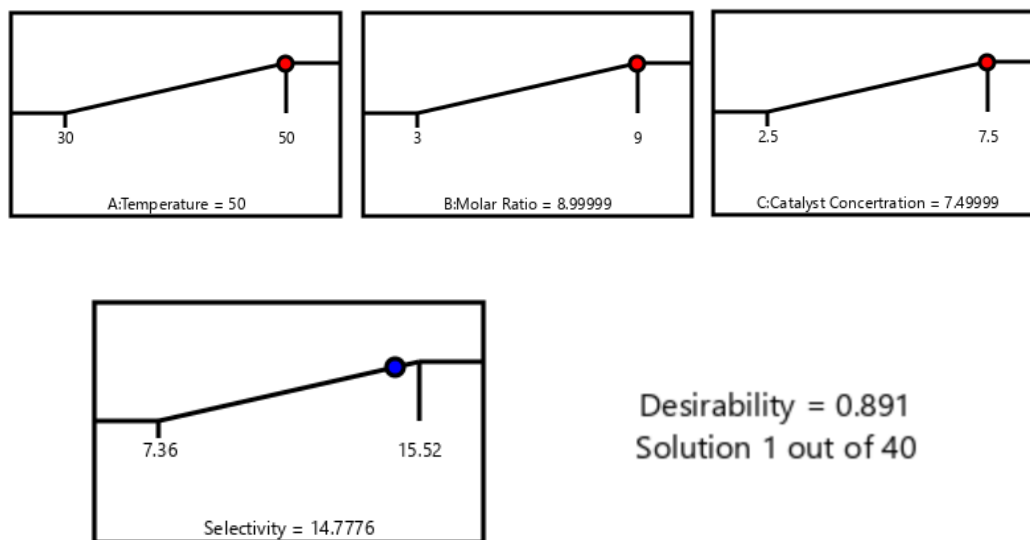 30
50
A:Temperature = 50
3
9
B:Molar Ratio = 8.99999
2.5
7.5
C:Catalyst Concertration = 7.49999
7.36
15.52
Selectivity = 14.7776
Desirability = 0.891
Solution 1 out of 40